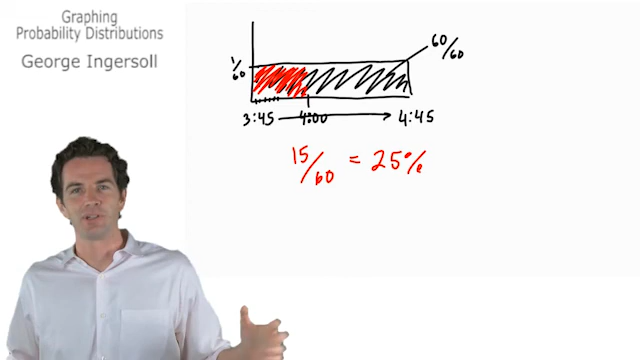 Graphing
Probability Distributions
George Ingersoll
60/60
1/60
3:45
4:00
4:45
15/60 = 25%